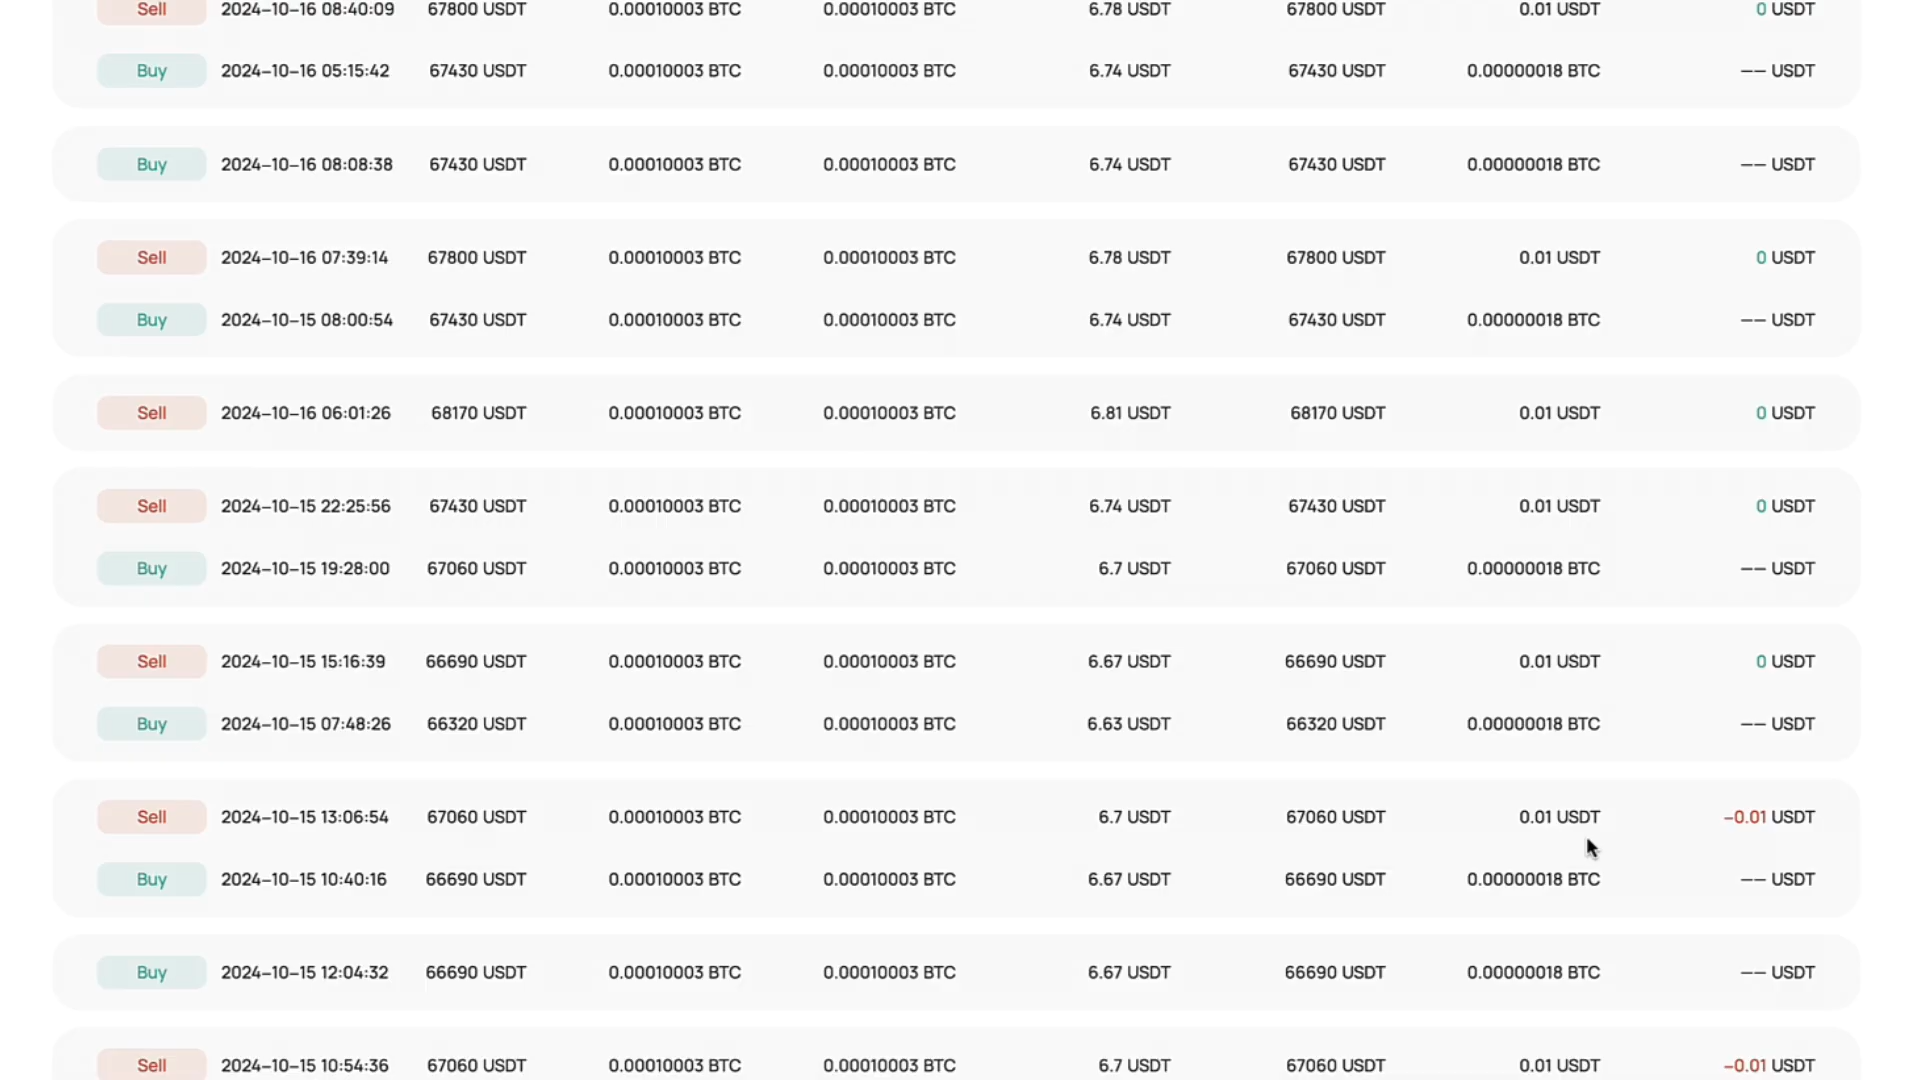 Sell 2024-10-16 08:40:09 67800 USDT 0.00010003 BTC 0.00010003 BTC 6.78 USDT 67800 USDT 0.01 USDT 0 USDT
Buy 2024-10-16 05:15:42 67430 USDT 0.00010003 BTC 0.00010003 BTC 6.74 USDT 67430 USDT 0.00000018 BTC -- USDT
Buy 2024-10-16 08:08:38 67430 USDT 0.00010003 BTC 0.00010003 BTC 6.74 USDT 67430 USDT 0.00000018 BTC -- USDT
Sell 2024-10-16 07:39:14 67800 USDT 0.00010003 BTC 0.00010003 BTC 6.78 USDT 67800 USDT 0.01 USDT 0 USDT
Buy 2024-10-15 08:00:54 67430 USDT 0.00010003 BTC 0.00010003 BTC 6.74 USDT 67430 USDT 0.00000018 BTC -- USDT
Sell 2024-10-16 06:01:26 68170 USDT 0.00010003 BTC 0.00010003 BTC 6.81 USDT 68170 USDT 0.01 USDT 0 USDT
Sell 2024-10-15 22:25:56 67430 USDT 0.00010003 BTC 0.00010003 BTC 6.74 USDT 67430 USDT 0.01 USDT 0 USDT
Buy 2024-10-15 19:28:00 67060 USDT 0.00010003 BTC 0.00010003 BTC 6.7 USDT 67060 USDT 0.00000018 BTC -- USDT
Sell 2024-10-15 15:16:39 66690 USDT 0.00010003 BTC 0.00010003 BTC 6.67 USDT 66690 USDT 0.01 USDT 0 USDT
Buy 2024-10-15 07:48:26 66320 USDT 0.00010003 BTC 0.00010003 BTC 6.63 USDT 66320 USDT 0.00000018 BTC -- USDT
Sell 2024-10-15 13:06:54 67060 USDT 0.00010003 BTC 0.00010003 BTC 6.7 USDT 67060 USDT 0.01 USDT -0.01 USDT
Buy 2024-10-15 10:40:16 66690 USDT 0.00010003 BTC 0.00010003 BTC 6.67 USDT 66690 USDT 0.00000018 BTC -- USDT
Buy 2024-10-15 12:04:32 66690 USDT 0.00010003 BTC 0.00010003 BTC 6.67 USDT 66690 USDT 0.00000018 BTC -- USDT
Sell 2024-10-15 10:54:36 67060 USDT 0.00010003 BTC 0.00010003 BTC 6.7 USDT 67060 USDT 0.01 USDT -0.01 USDT